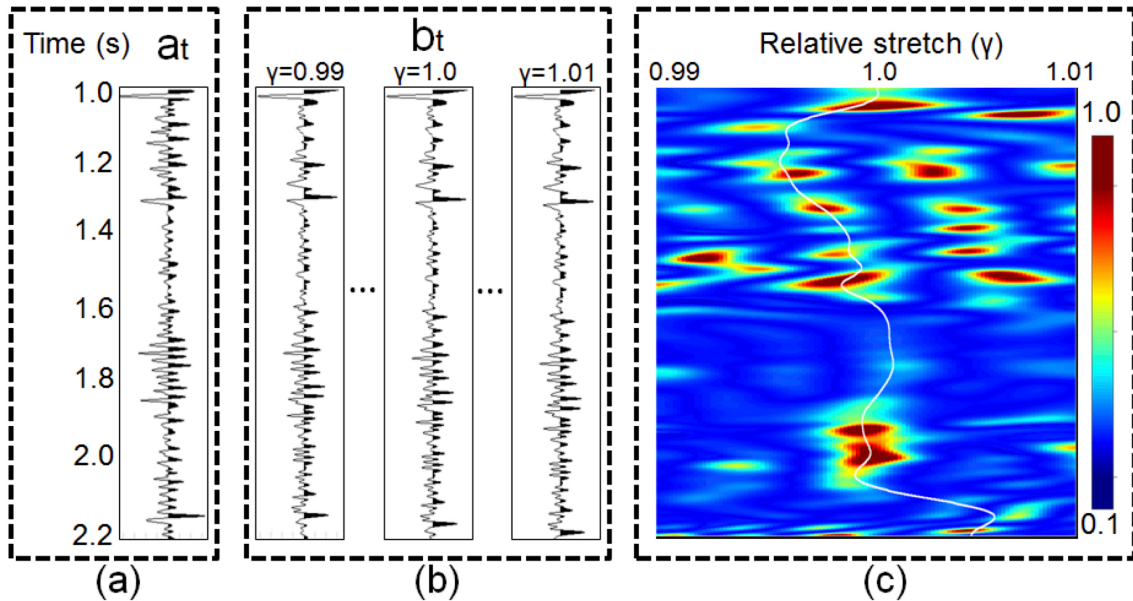 Time (s)
at
1.0
1.2
1.4
1.6
1.8
2.0
2.2
(a)
bt
γ=0.99
γ=1.0
γ=1.01
...
...
(b)
Relative stretch (γ)
0.99
1.0
1.01
1.0
0.1
(c)